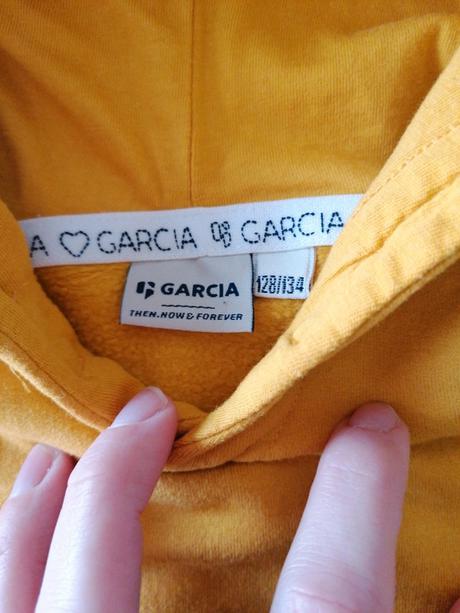 A ♡ GARCIA GARCIA
GARCIA
THEN.NOW & FOREVER
128/134